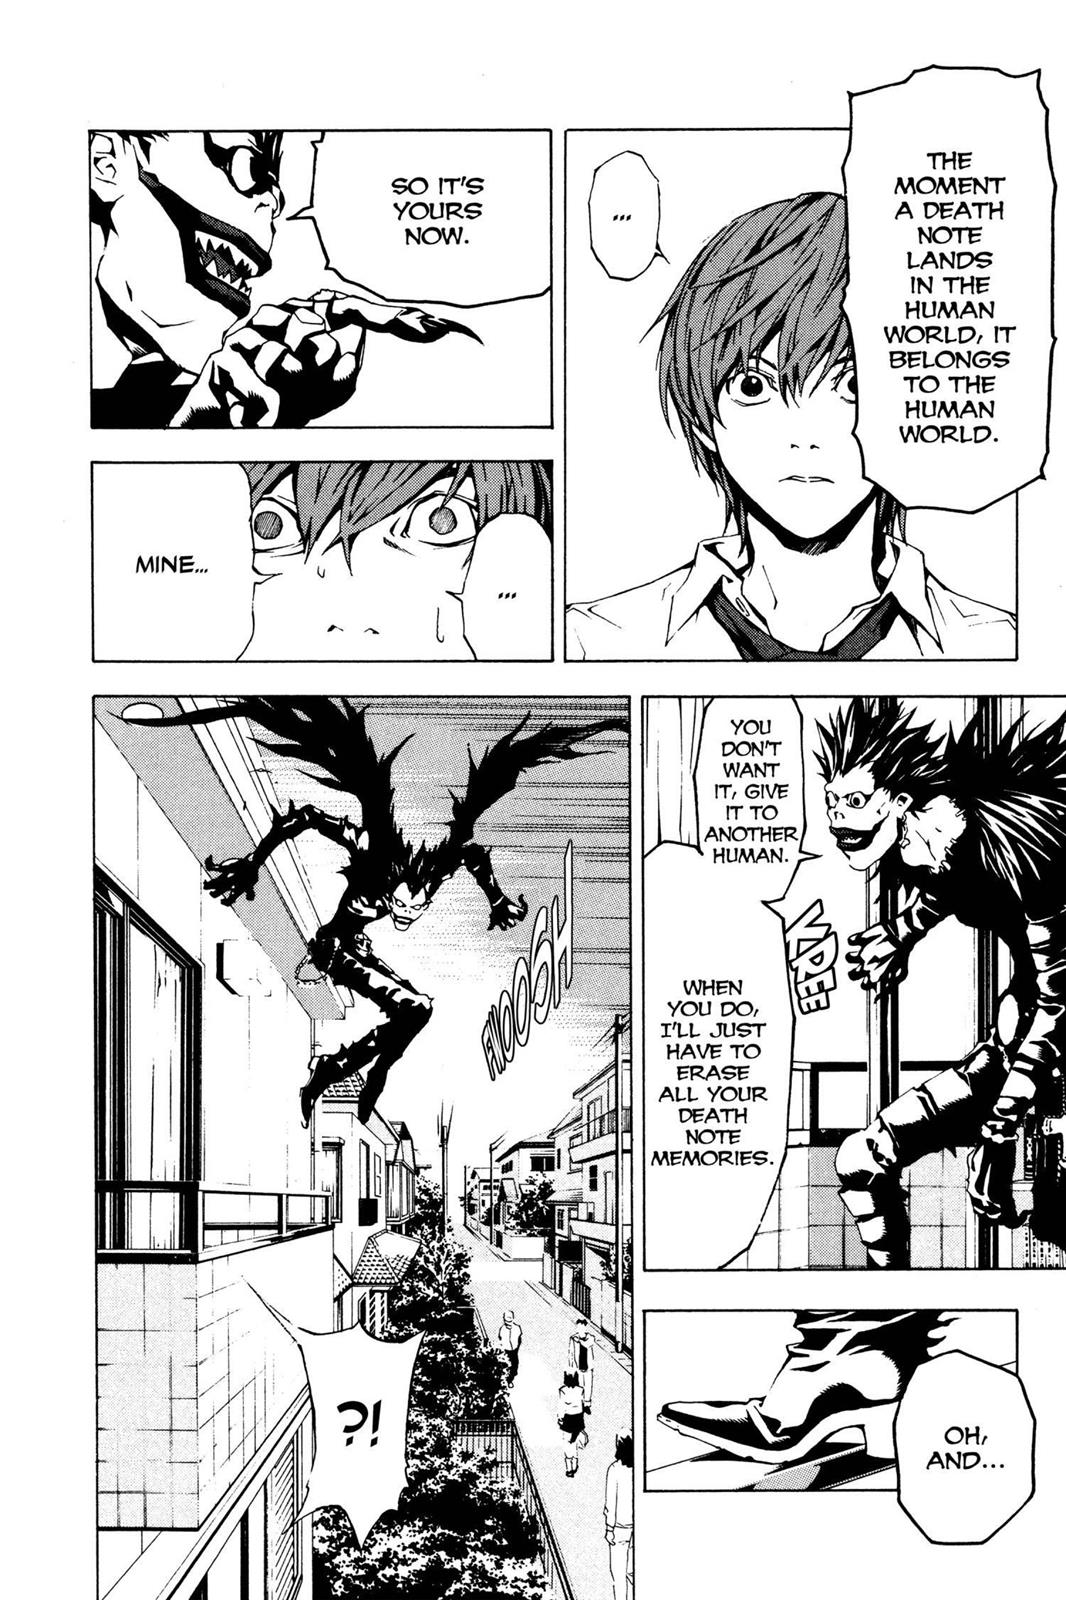 THE
MOMENT
A DEATH
NOTE
LANDS
IN THE
HUMAN
WORLD, IT
BELONGS
TO THE
HUMAN
WORLD.
...
SO IT'S
YOURS
NOW.
...
MINE...
YOU
DON'T
WANT
IT, GIVE
IT TO
ANOTHER
HUMAN.
VREE
WHEN
YOU DO,
I'LL JUST
HAVE TO
ERASE
ALL YOUR
DEATH
NOTE
MEMORIES.
OH,
AND...
FWOOSH
?!